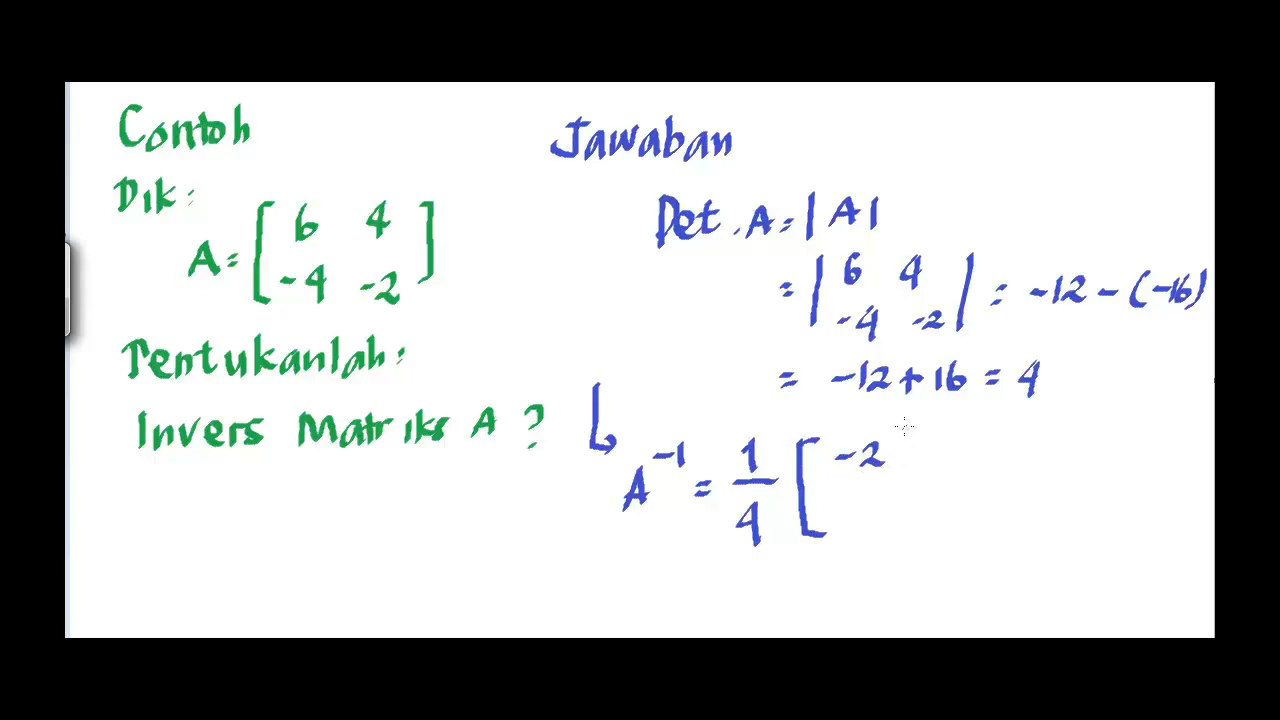 Contoh
Dik:
A = [ 6 4
-4 -2 ]
Tentukanlah:
Invers Matriks A ?
Jawaban
Det. A = |A|
= | 6 4
-4 -2 | = -12 - (-16)
= -12 + 16 = 4
A⁻¹ = 1/4 [ -2